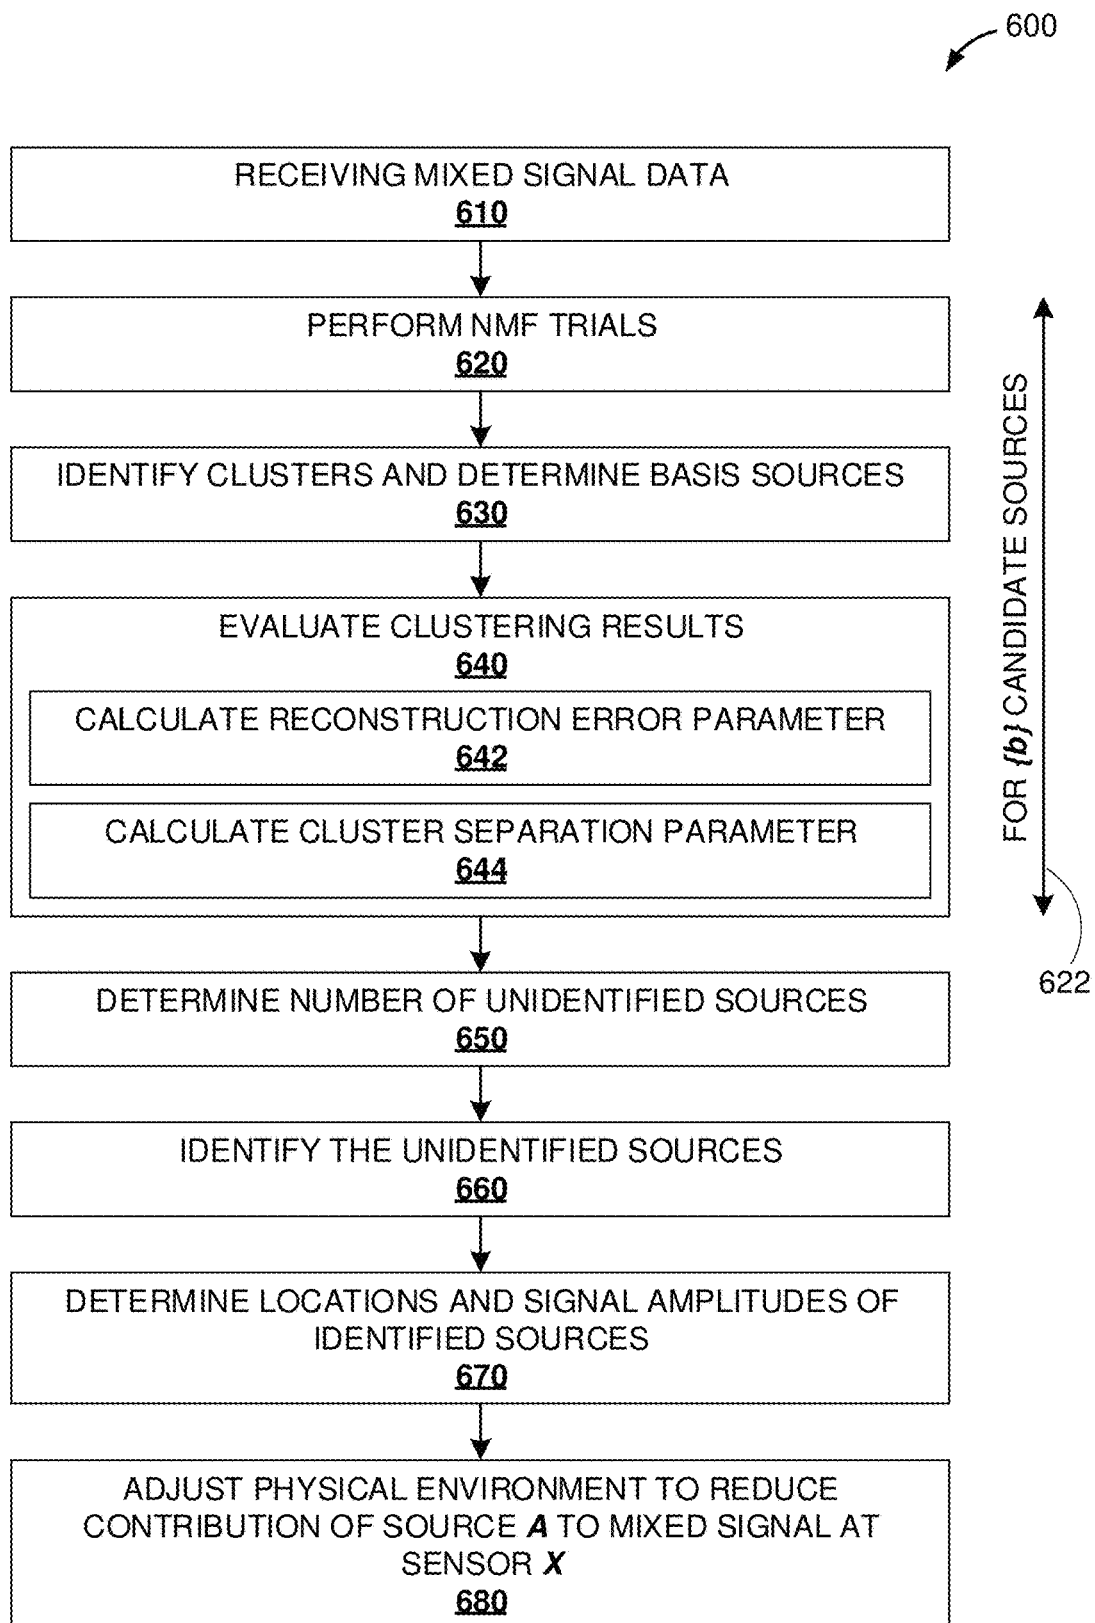 600
RECEIVING MIXED SIGNAL DATA
610
PERFORM NMF TRIALS
620
IDENTIFY CLUSTERS AND DETERMINE BASIS SOURCES
630
EVALUATE CLUSTERING RESULTS
640
CALCULATE RECONSTRUCTION ERROR PARAMETER
642
CALCULATE CLUSTER SEPARATION PARAMETER
644
FOR {b} CANDIDATE SOURCES
622
DETERMINE NUMBER OF UNIDENTIFIED SOURCES
650
IDENTIFY THE UNIDENTIFIED SOURCES
660
DETERMINE LOCATIONS AND SIGNAL AMPLITUDES OF
IDENTIFIED SOURCES
670
ADJUST PHYSICAL ENVIRONMENT TO REDUCE
CONTRIBUTION OF SOURCE A TO MIXED SIGNAL AT
SENSOR X
680